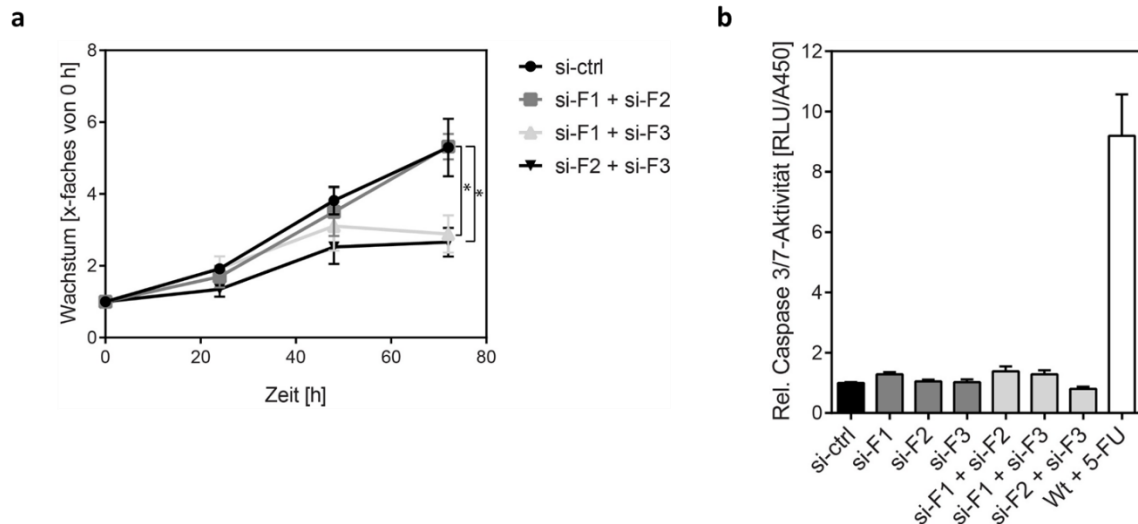 a
Wachstum [x-faches von 0 h]
8
6
4
2
0
0
20
40
60
80
Zeit [h]
si-ctrl
si-F1 + si-F2
si-F1 + si-F3
si-F2 + si-F3
*
*
b
Rel. Caspase 3/7-Aktivität [RLU/A450]
12
10
8
6
4
2
0
si-ctrl
si-F1
si-F2
si-F3
si-F1 + si-F2
si-F1 + si-F3
si-F2 + si-F3
Wt + 5-FU